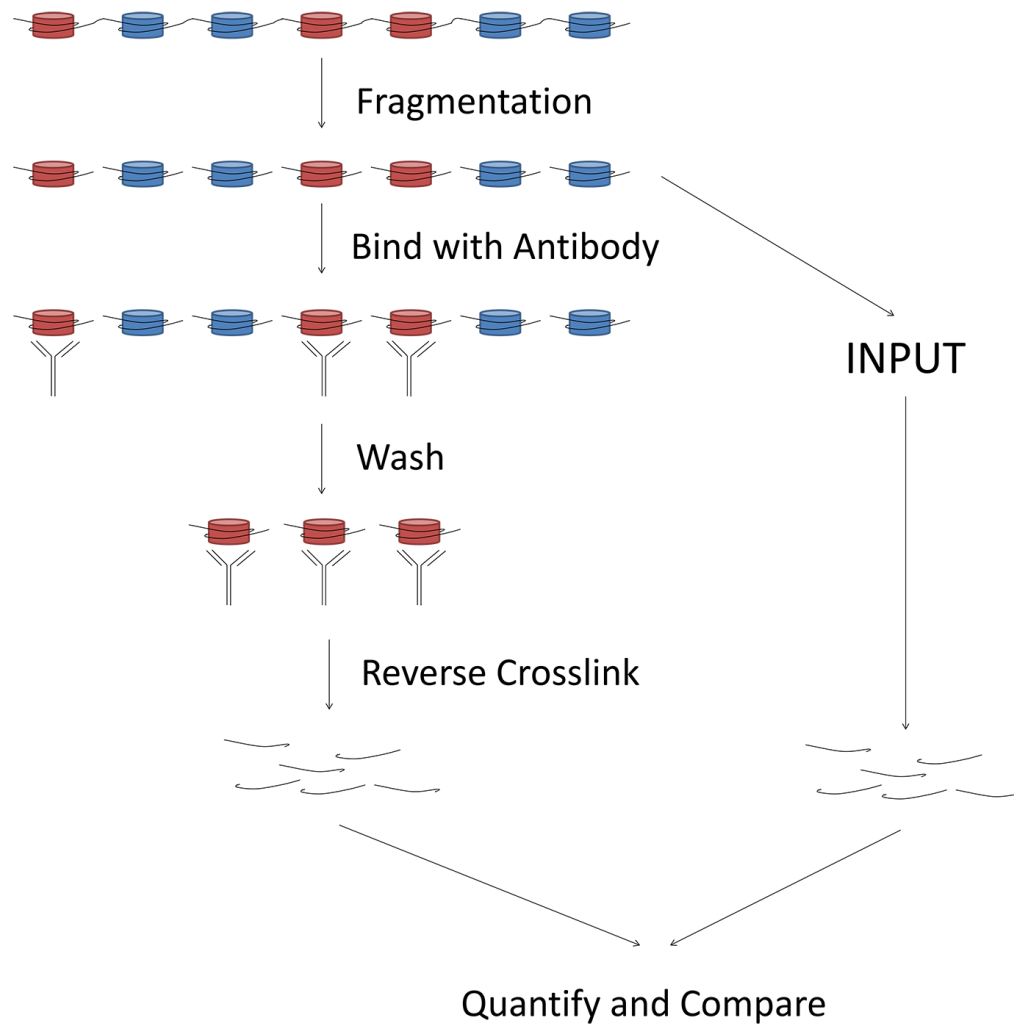 Fragmentation
Bind with Antibody
INPUT
Wash
Reverse Crosslink
Quantify and Compare